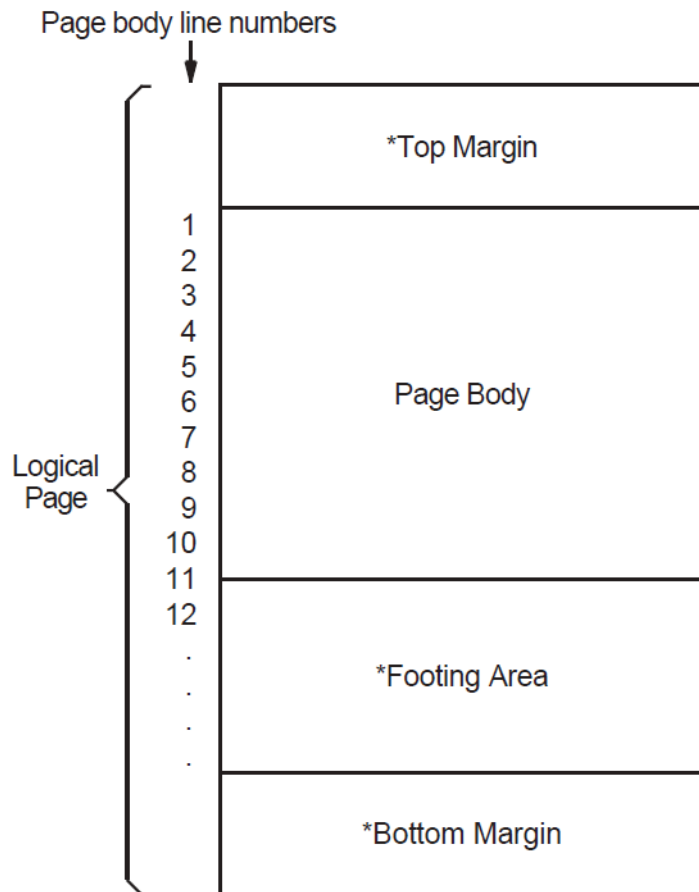 Page body line numbers
*Top Margin
1
2
3
4
5
Page Body
6
7
Logical
Page
8
9
10
11
12
.
*Footing Area
.
.
.
*Bottom Margin